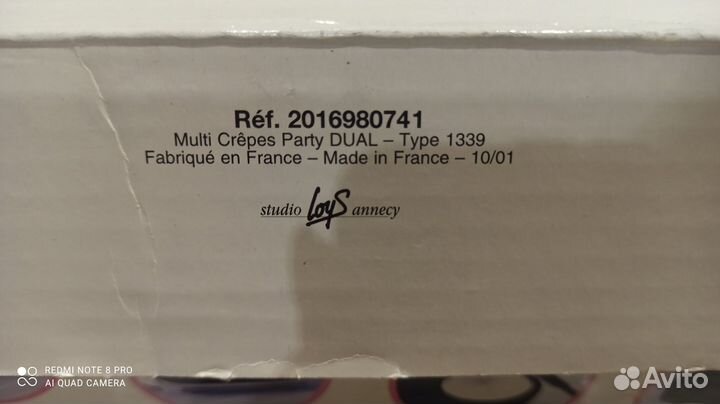 Réf. 2016980741
Multi Crêpes Party DUAL – Type 1339
Fabriqué en France – Made in France – 10/01
studio Loys annecy
REDMI NOTE 8 PRO
AI QUAD CAMERA
Avito